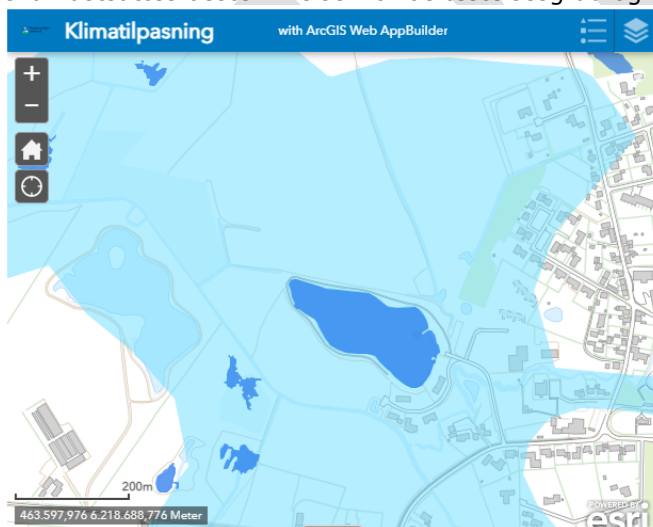 Klimatilpasning
with ArcGIS Web AppBuilder
+
−
200m
463.597,976 6.218.688,776 Meter
POWERED BY
esri